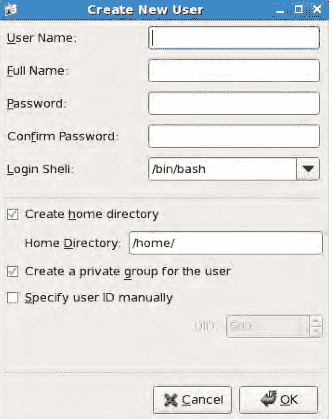 Create New User
User Name:
Full Name:
Password:
Confirm Password:
Login Shell: /bin/bash
Create home directory
Home Directory: /home/
Create a private group for the user
Specify user ID manually
UID:
Cancel OK